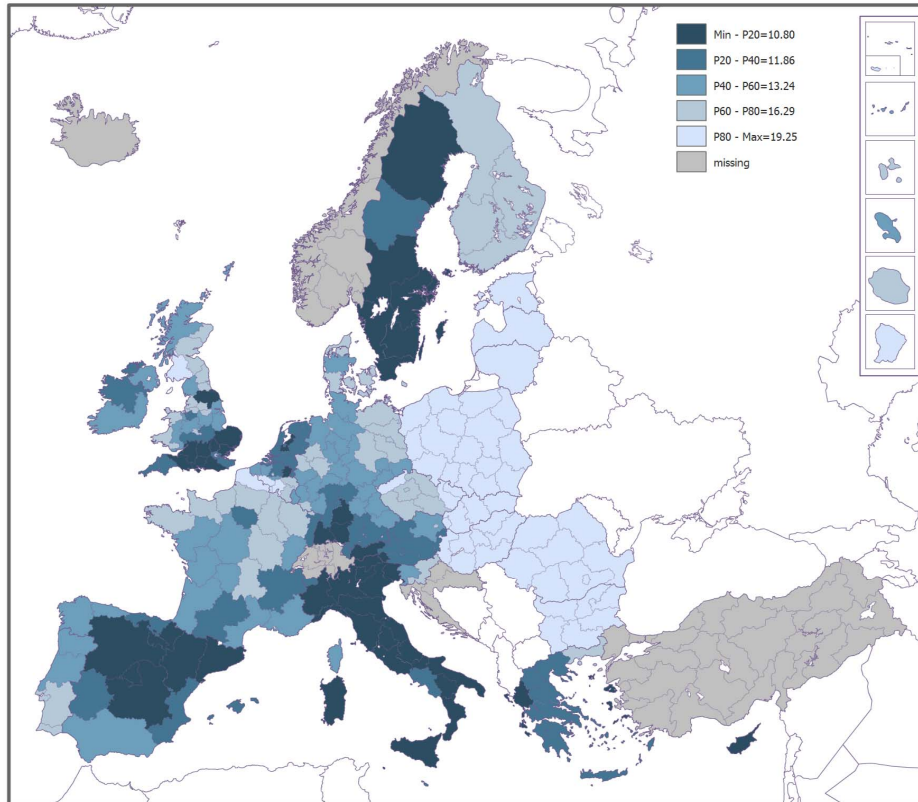 Min - P20=10.80
P20 - P40=11.86
P40 - P60=13.24
P60 - P80=16.29
P80 - Max=19.25
missing